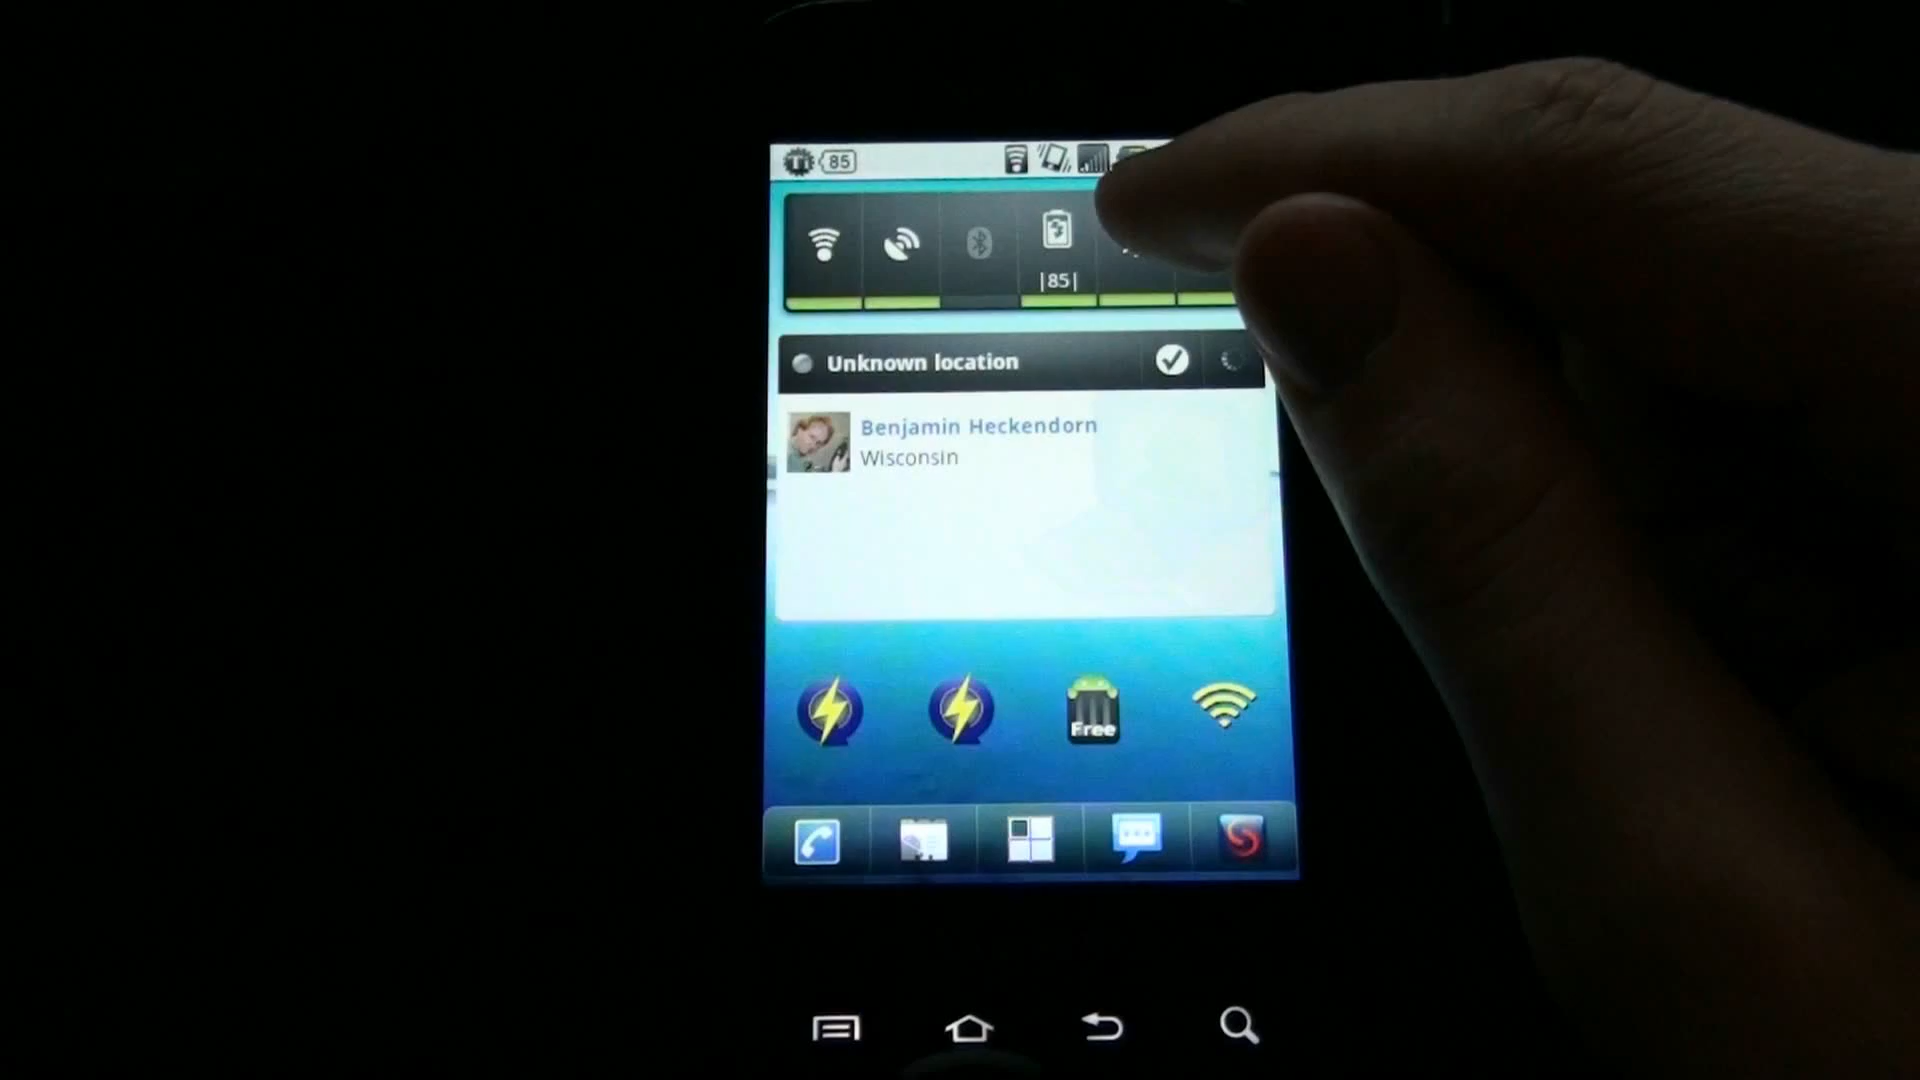 85
|85|
Unknown location
Benjamin Heckendorn
Wisconsin
Free